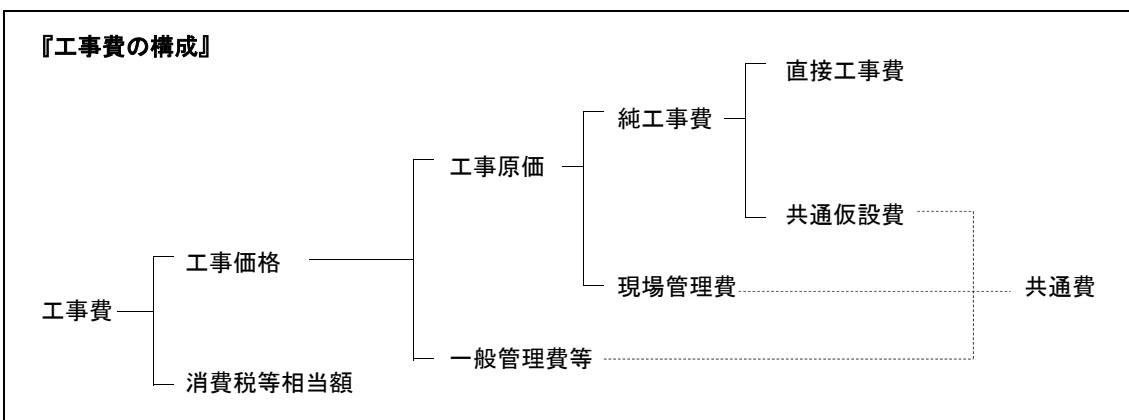 『工事費の構成』
直接工事費
純工事費
工事原価
共通仮設費
工事価格
現場管理費
共通費
工事費
一般管理費等
消費税等相当額